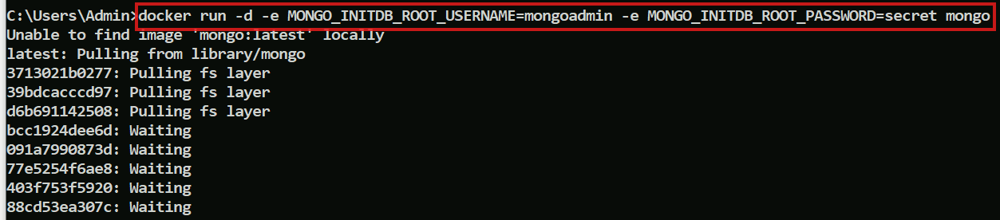 C:\Users\Admin>docker run -d -e MONGO_INITDB_ROOT_USERNAME=mongoadmin -e MONGO_INITDB_ROOT_PASSWORD=secret mongo
Unable to find image 'mongo:latest' locally
latest: Pulling from library/mongo
3713021b0277: Pulling fs layer
39bdcacccd97: Pulling fs layer
d6b691142508: Pulling fs layer
bcc1924dee6d: Waiting
091a7990873d: Waiting
77e5254f6ae8: Waiting
403f753f5920: Waiting
88cd53ea307c: Waiting